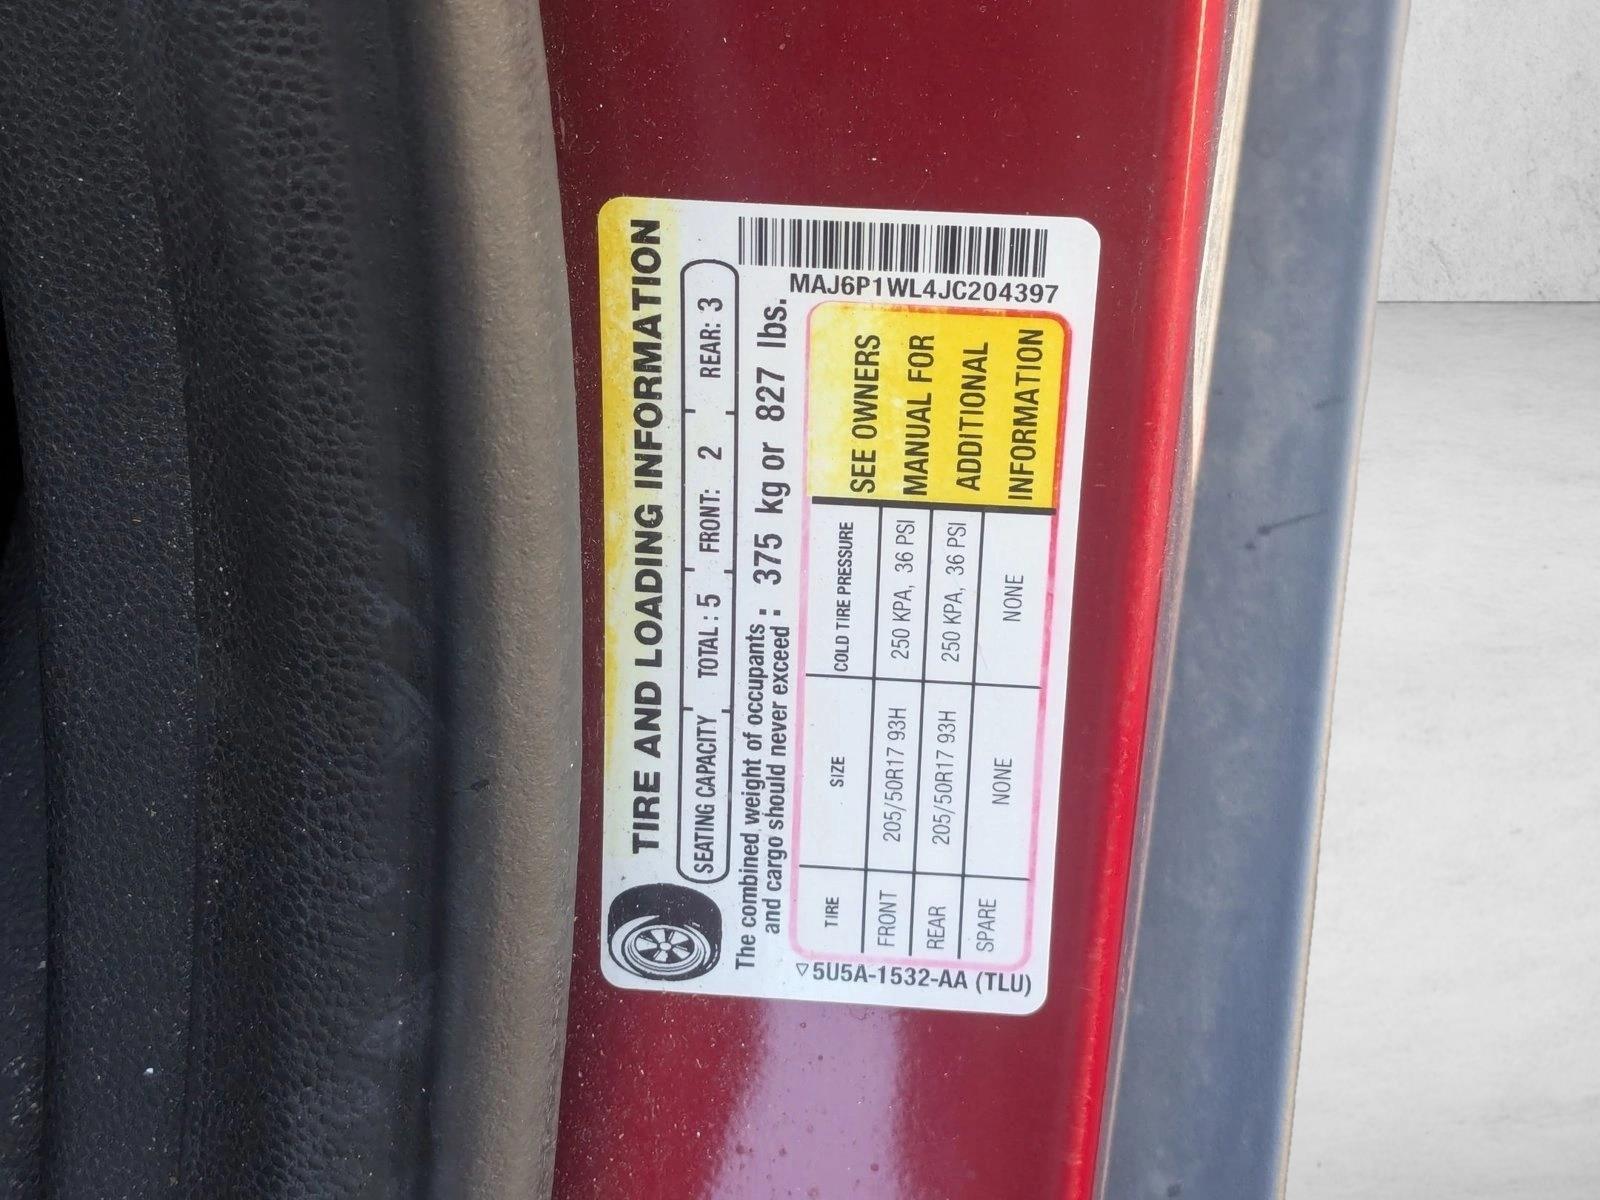 TIRE AND LOADING INFORMATION
SEATING CAPACITY TOTAL: 5 FRONT: 2 REAR: 3
The combined weight of occupants
and cargo should never exceed : 375 kg or 827 lbs.
MAJ6P1WL4JC204397
TIRE SIZE COLD TIRE PRESSURE
FRONT 205/50R17 93H 250 KPA, 36 PSI
REAR 205/50R17 93H 250 KPA, 36 PSI
SPARE NONE NONE
SEE OWNERS
MANUAL FOR
ADDITIONAL
INFORMATION
▽5U5A-1532-AA (TLU)